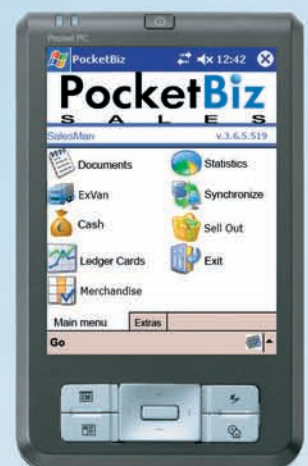 Pocket PC
PocketBiz 12:42
PocketBiz
SALES
SalesMan v.3.6.5.519
Documents Statistics
ExVan Synchronize
Cash Sell Out
Ledger Cards Exit
Merchandise
Main menu Extras
Go